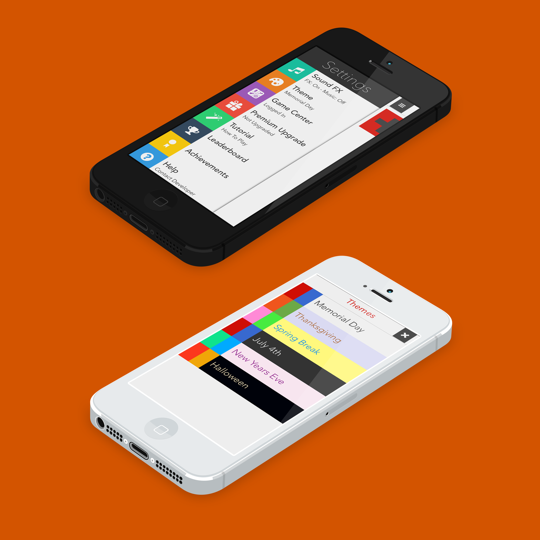 Settings
Sound FX
FX: On Music: Off
Theme
Memorial Day
Game Center
Logged In
Premium Upgrade
Not Upgraded
Tutorial
How To Play
Leaderboard
Achievements
Help
Contact Developer
Themes
Memorial Day
Thanksgiving
Spring Break
July 4th
New Years Eve
Halloween